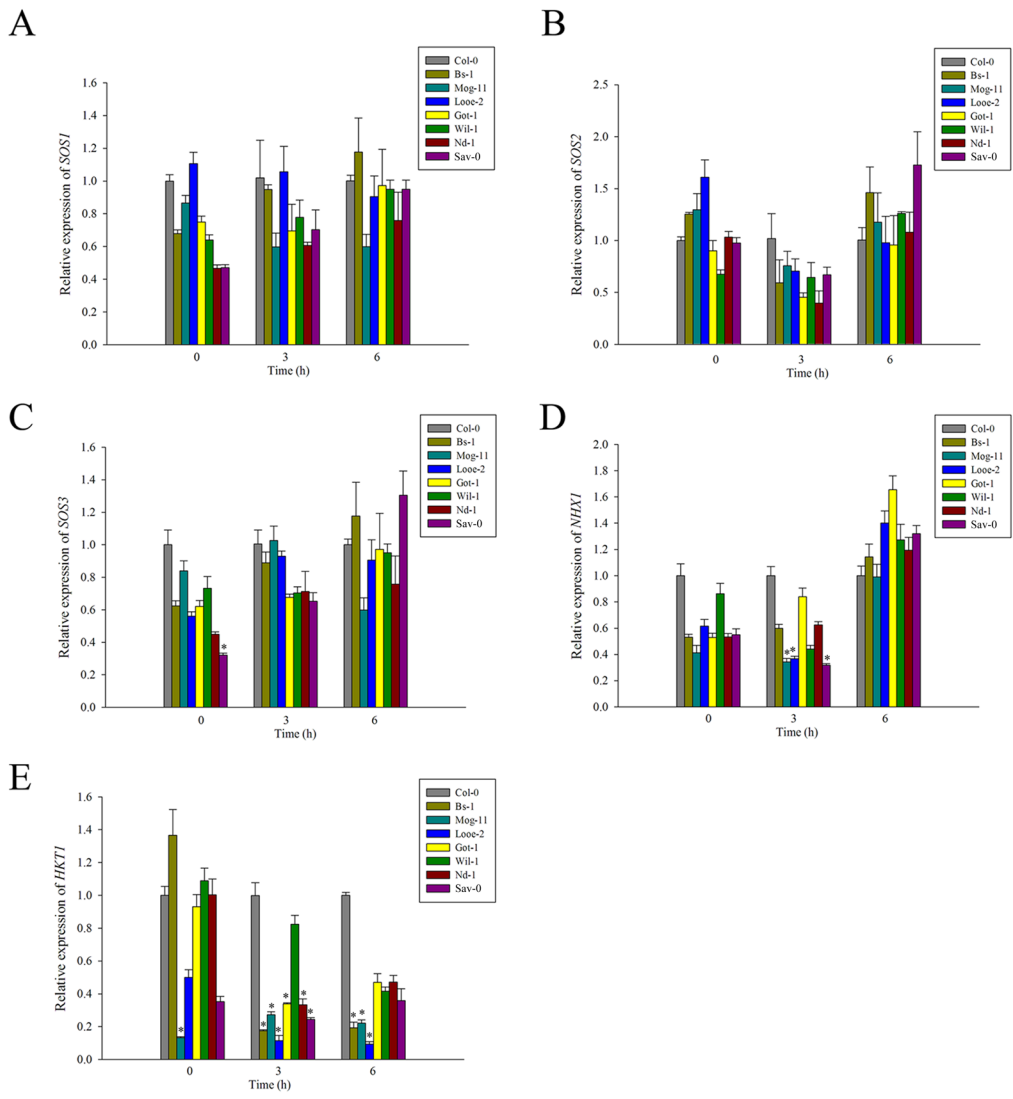 A
Relative expression of SOS1
1.6
1.4
1.2
1.0
0.8
0.6
0.4
0.2
0.0
0 3 6
Time (h)
Col-0
Bs-1
Mog-11
Looe-2
Got-1
Wil-1
Nd-1
Sav-0
B
Relative expression of SOS2
2.5
2.0
1.5
1.0
0.5
0.0
0 3 6
Time (h)
Col-0
Bs-1
Mog-11
Looe-2
Got-1
Wil-1
Nd-1
Sav-0
C
Relative expression of SOS3
1.6
1.4
1.2
1.0
0.8
0.6
0.4
0.2
0.0
*
0 3 6
Time (h)
Col-0
Bs-1
Mog-11
Looe-2
Got-1
Wil-1
Nd-1
Sav-0
D
Relative expression of NHX1
2.0
1.8
1.6
1.4
1.2
1.0
0.8
0.6
0.4
0.2
0.0
* * *
0 3 6
Time (h)
Col-0
Bs-1
Mog-11
Looe-2
Got-1
Wil-1
Nd-1
Sav-0
E
Relative expression of HKT1
1.6
1.4
1.2
1.0
0.8
0.6
0.4
0.2
0.0
* * * * * * * * * *
0 3 6
Time (h)
Col-0
Bs-1
Mog-11
Looe-2
Got-1
Wil-1
Nd-1
Sav-0